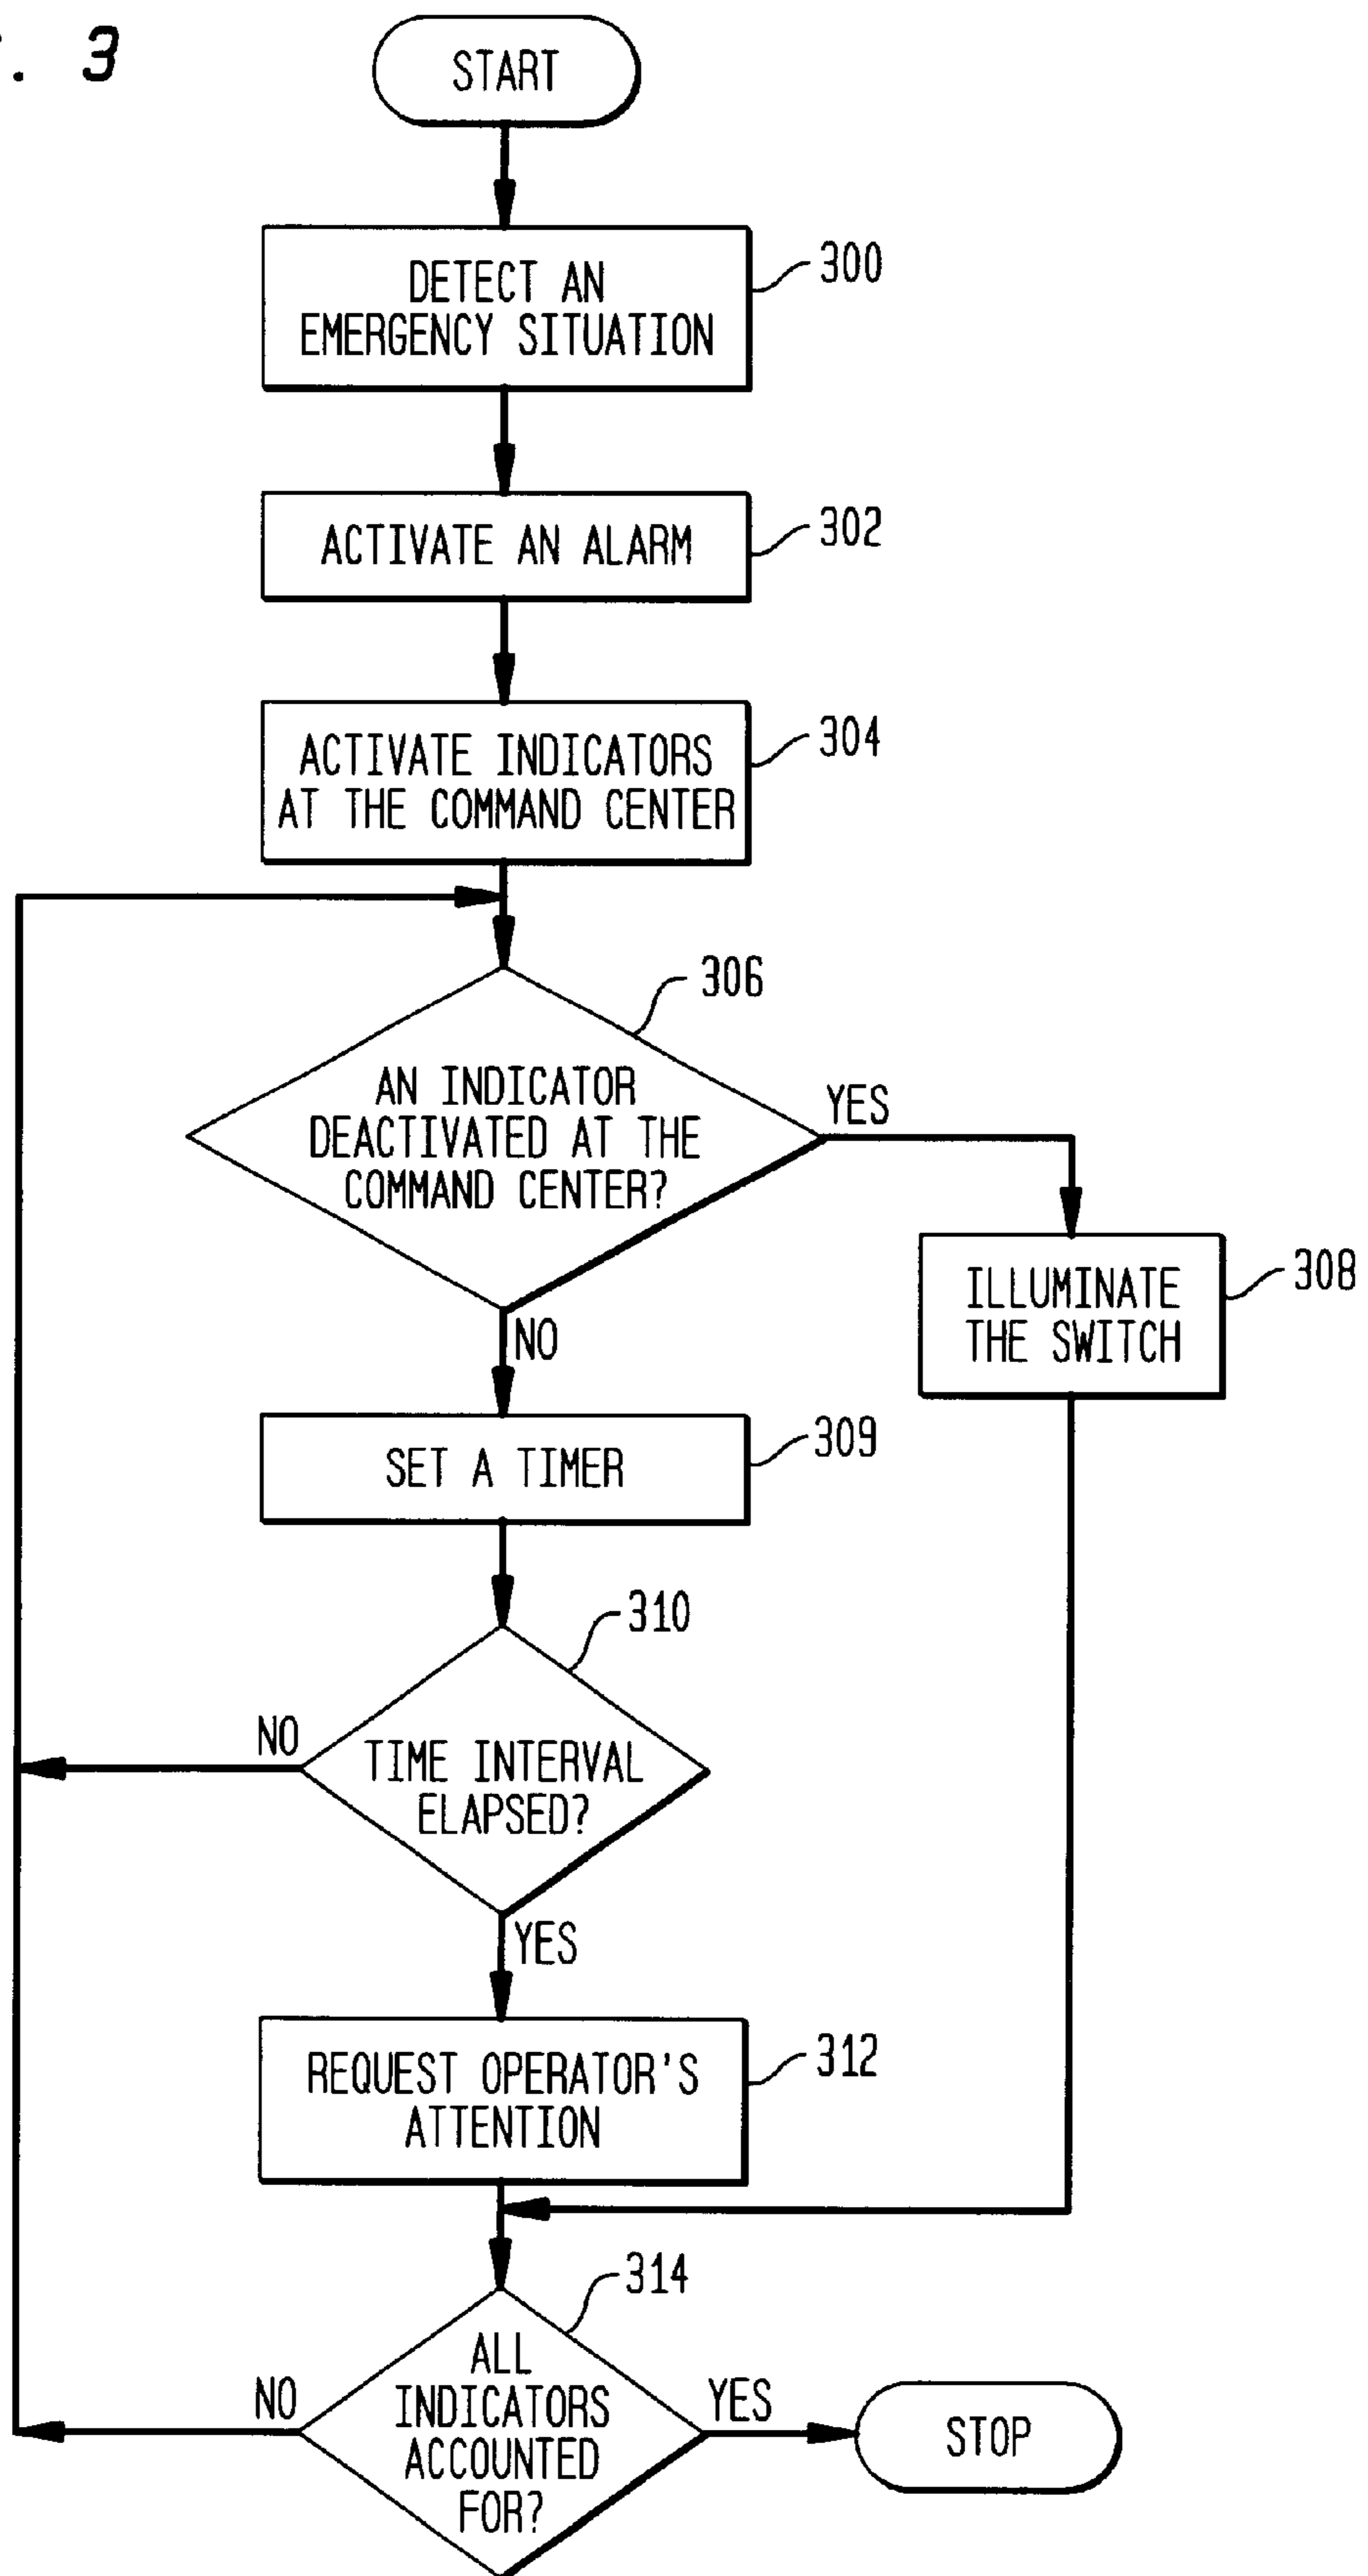 . 3
START
DETECT AN
EMERGENCY SITUATION
300
ACTIVATE AN ALARM
302
ACTIVATE INDICATORS
AT THE COMMAND CENTER
304
306
AN INDICATOR
DEACTIVATED AT THE
COMMAND CENTER?
YES
ILLUMINATE
THE SWITCH
308
NO
SET A TIMER
309
310
NO
TIME INTERVAL
ELAPSED?
YES
REQUEST OPERATOR'S
ATTENTION
312
314
NO
ALL
INDICATORS
ACCOUNTED
FOR?
YES
STOP